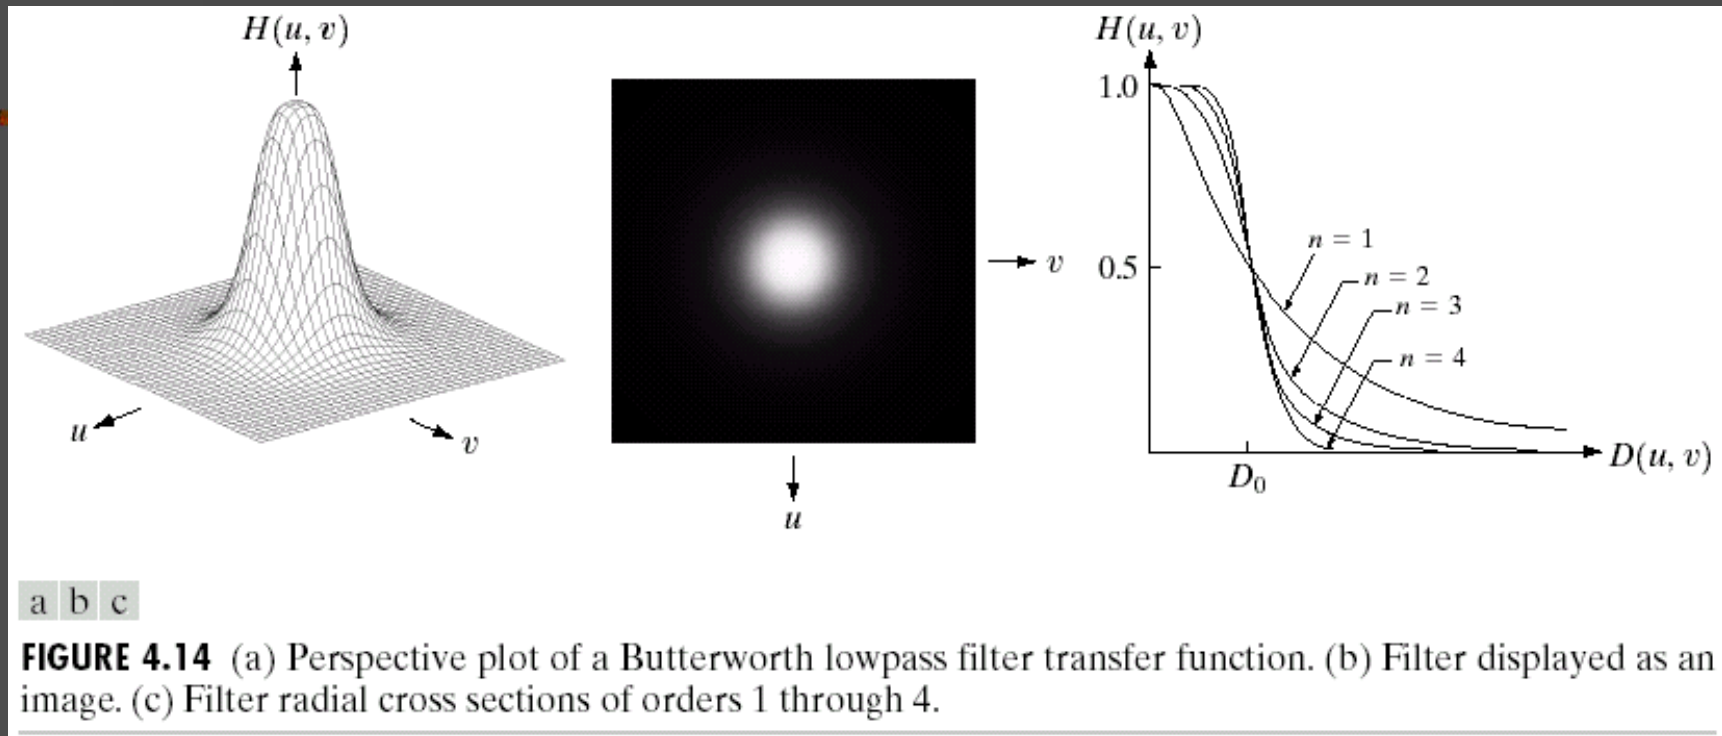 H(u, v)
u
v
v
u
H(u, v)
1.0
0.5
n = 1
n = 2
n = 3
n = 4
D₀
D(u, v)
a b c
FIGURE 4.14 (a) Perspective plot of a Butterworth lowpass filter transfer function. (b) Filter displayed as an
image. (c) Filter radial cross sections of orders 1 through 4.